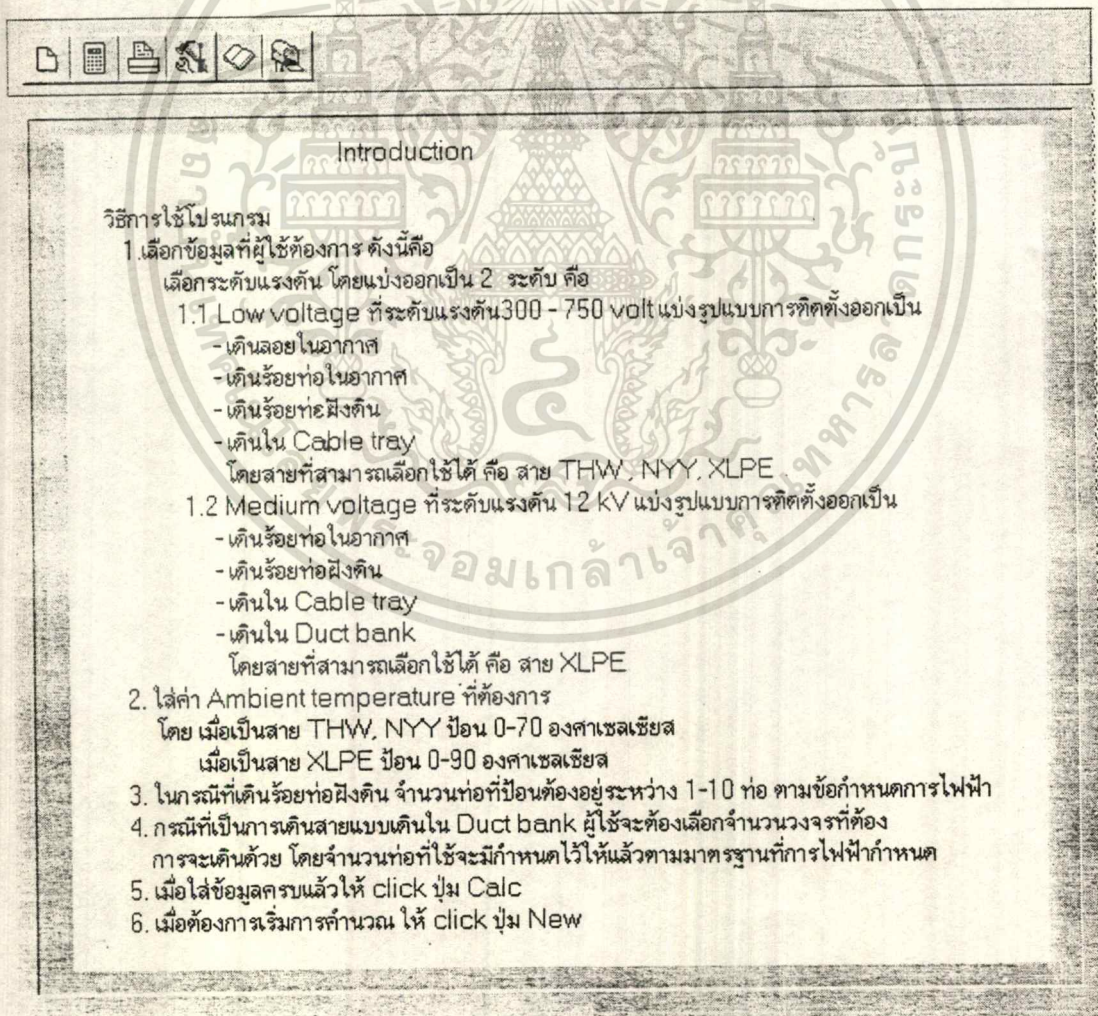 Introduction
วิธีการใช้โปรแกรม
1.เลือกข้อมูลที่ผู้ใช้ต้องการ ดังนี้คือ
เลือกระดับแรงดัน โดยแบ่งออกเป็น 2 ระดับ คือ
1.1 Low voltage ที่ระดับแรงดัน300 - 750 volt แบ่งรูปแบบการติดตั้งออกเป็น
- เดินลอยในอากาศ
- เดินร้อยท่อในอากาศ
- เดินร้อยท่อฝังดิน
- เดินใน Cable tray
โดยสายที่สามารถเลือกใช้ได้ คือ สาย THW , NYY, XLPE
1.2 Medium voltage ที่ระดับแรงดัน 12 kV แบ่งรูปแบบการติดตั้งออกเป็น
- เดินร้อยท่อในอากาศ
- เดินร้อยท่อฝังดิน
- เดินใน Cable tray
- เดินใน Duct bank
โดยสายที่สามารถเลือกใช้ได้ คือ สาย XLPE
2. ใส่ค่า Ambient temperature ที่ต้องการ
โดย เมื่อเป็นสาย THW, NYY ป้อน 0-70 องศาเซลเซียส
เมื่อเป็นสาย XLPE ป้อน 0-90 องศาเซลเซียส
3. ในกรณีที่เดินร้อยท่อฝังดิน จำนวนท่อที่ป้อนต้องอยู่ระหว่าง 1-10 ท่อ ตามข้อกำหนดการไฟฟ้า
4. กรณีที่เป็นการเดินสายแบบเดินใน Duct bank ผู้ใช้จะต้องเลือกจำนวนวงจรที่ต้อง
การจะเดินด้วย โดยจำนวนท่อที่ใช้จะมีกำหนดไว้ให้แล้วตามมาตรฐานที่การไฟฟ้ากำหนด
5. เมื่อใส่ข้อมูลครบแล้วให้ click ปุ่ม Calc
6. เมื่อต้องการเริ่มการคำนวณ ให้ click ปุ่ม New
พระจอมเกล้าเจ้าคุณทหารลาดกระบัง